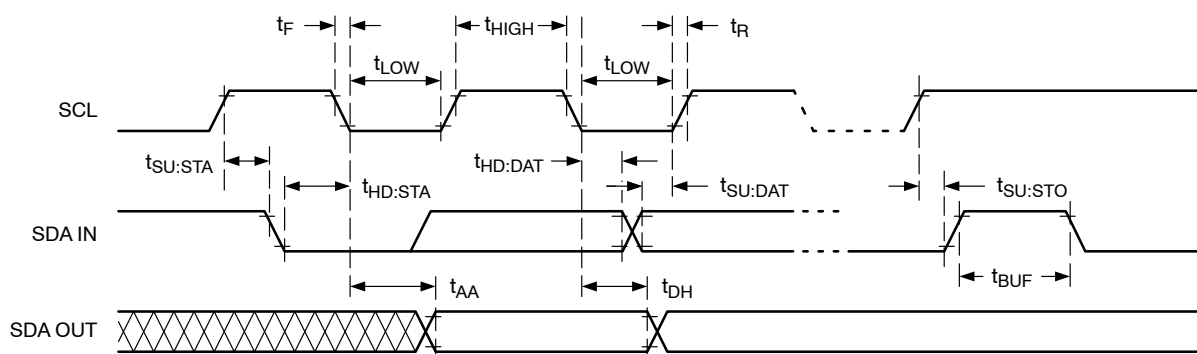 tF
tHIGH
tR
tLOW
tLOW
SCL
tSU:STA
tHD:STA
tHD:DAT
tSU:DAT
tSU:STO
SDA IN
tBUF
tAA
tDH
SDA OUT